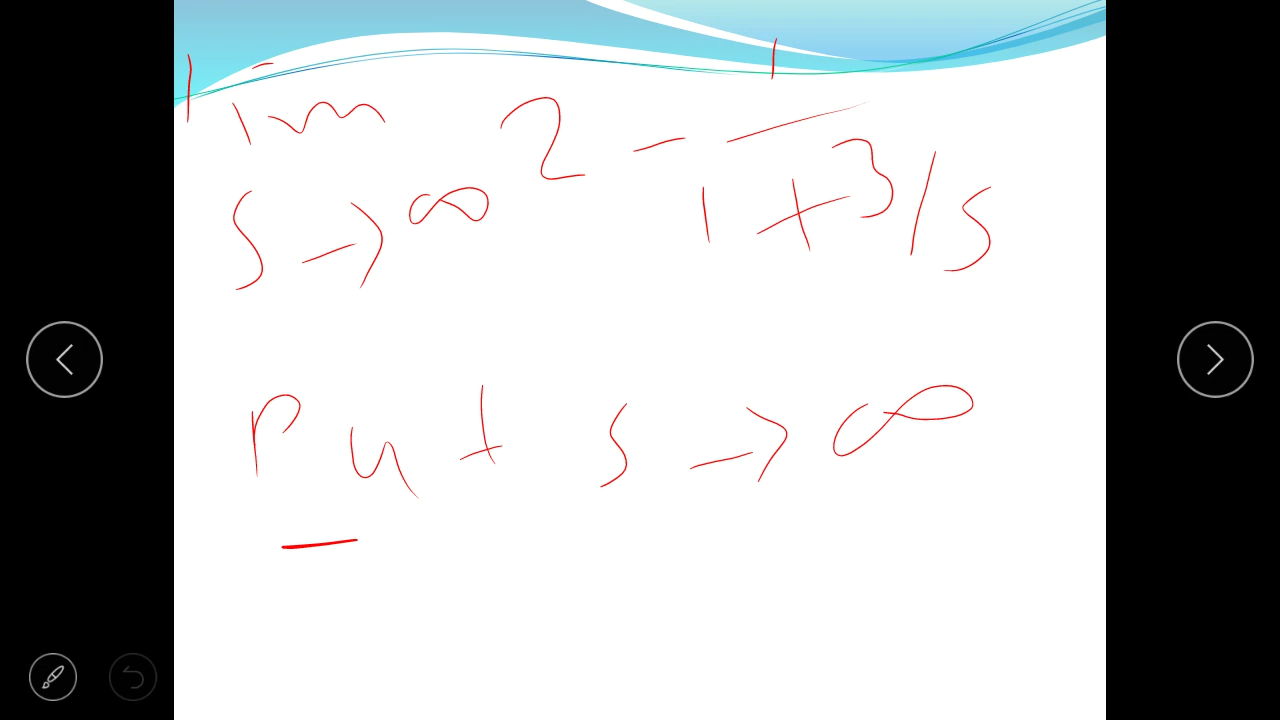 lim s→∞ 2 - 1 / (1 + 3/s)
Put s → ∞